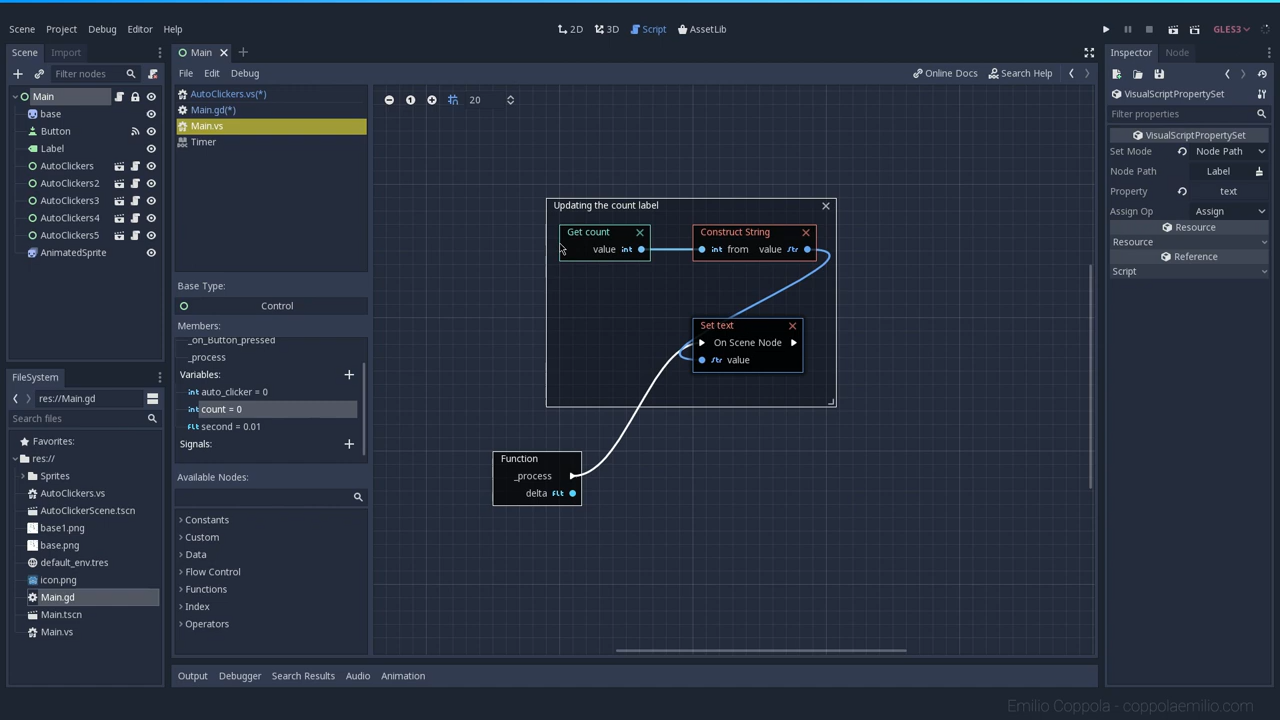 Scene Project Debug Editor Help
2D 3D Script AssetLib
GLES3
Scene Import
Filter nodes
Main
base
Button
Label
AutoClickers
AutoClickers2
AutoClickers3
AutoClickers4
AutoClickers5
AnimatedSprite
FileSystem
res://Main.gd
Search files
Favorites:
res://
Sprites
AutoClickers.vs
AutoClickerScene.tscn
base1.png
base.png
default_env.tres
icon.png
Main.gd
Main.tscn
Main.vs
Main
File Edit Debug
Online Docs Search Help
AutoClickers.vs(*)
Main.gd(*)
Main.vs
Timer
Base Type:
Control
Members:
_on_Button_pressed
_process
Variables:
int auto_clicker = 0
int count = 0
flt second = 0.01
Signals:
Available Nodes:
Constants
Custom
Data
Flow Control
Functions
Index
Operators
1 20
Updating the count label
Get count
value int
Construct String
int from value Str
Set text
On Scene Node
Str value
Function
_process
delta flt
Output Debugger Search Results Audio Animation
Inspector Node
VisualScriptPropertySet
Filter properties
VisualScriptPropertySet
Set Mode Node Path
Node Path Label
Property text
Assign Op Assign
Resource
Resource
Reference
Script
Emilio Coppola - coppolaemilio.com